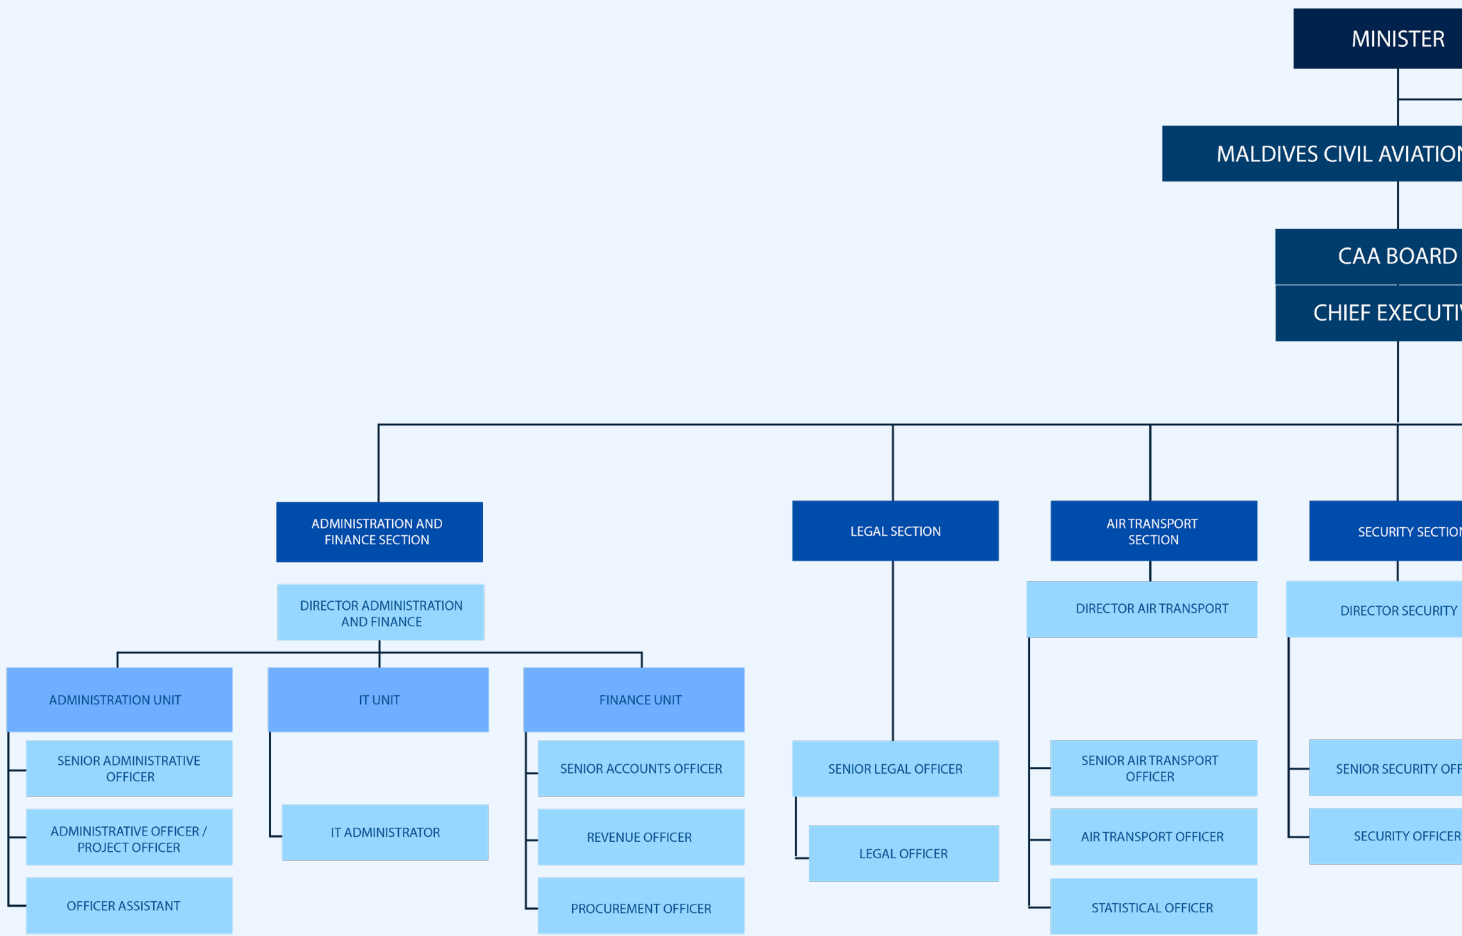 MINISTER
MALDIVES CIVIL AVIATION
CAA BOARD
CHIEF
ADMINISTRATION AND
FINANCE SECTION
LEGAL SECTION
AIR TRANSPORT
SECTION
SECURITY SECTION
DIRECTOR ADMINISTRATION
AND FINANCE
DIRECTOR AIR TRANSPORT
DIRECTOR SECURITY
ADMINISTRATION UNIT
IT UNIT
FINANCE UNIT
SENIOR ADMINISTRATIVE
OFFICER
SENIOR ACCOUNTS OFFICER
SENIOR LEGAL OFFICER
SENIOR AIR TRANSPORT
OFFICER
SENIOR SECURITY
ADMINISTRATIVE OFFICER /
PROJECT OFFICER
IT ADMINISTRATOR
REVENUE OFFICER
LEGAL OFFICER
AIR TRANSPORT OFFICER
SECURITY OFFICER
OFFICER ASSISTANT
PROCUREMENT OFFICER
STATISTICAL OFFICER